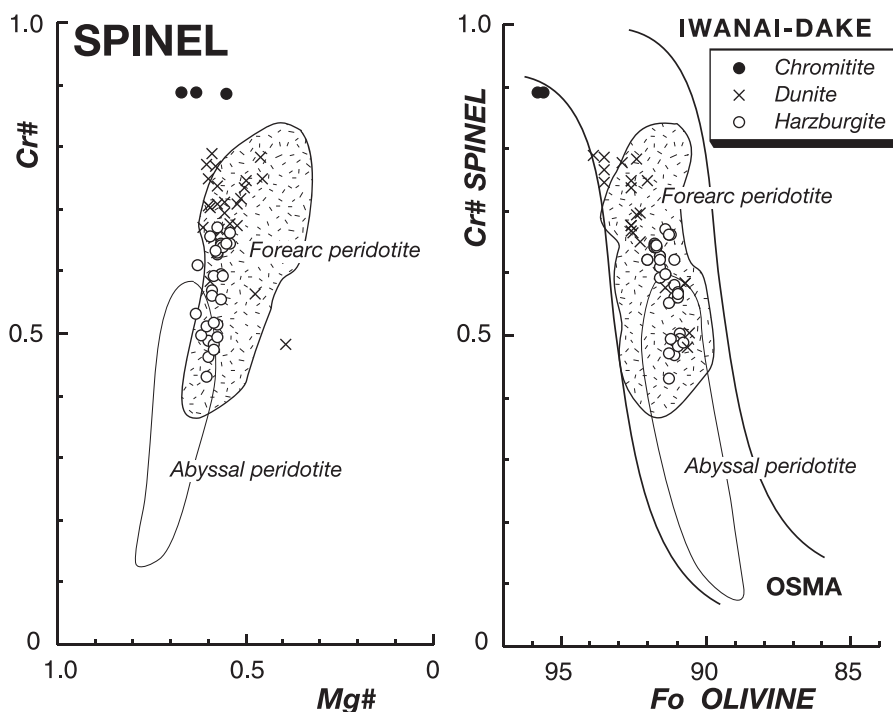 SPINEL
Cr#
1.0
0.5
0
Forearc peridotite
Abyssal peridotite
1.0
0.5
0
Mg#
IWANAI-DAKE
Chromitite
Dunite
Harzburgite
Cr# SPINEL
1.0
0.5
0
Forearc peridotite
Abyssal peridotite
OSMA
95
90
85
Fo OLIVINE